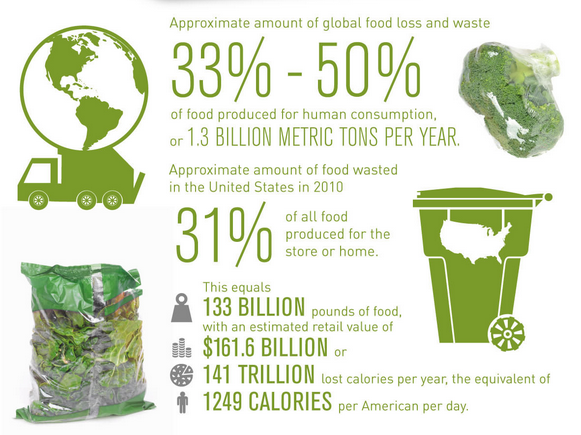 Approximate amount of global food loss and waste
33% - 50%
of food produced for human consumption,
or 1.3 BILLION METRIC TONS PER YEAR.
Approximate amount of food wasted
in the United States in 2010
31%
of all food
produced for the
store or home.
This equals
133 BILLION pounds of food,
with an estimated retail value of
$161.6 BILLION or
141 TRILLION lost calories per year, the equivalent of
1249 CALORIES per American per day.